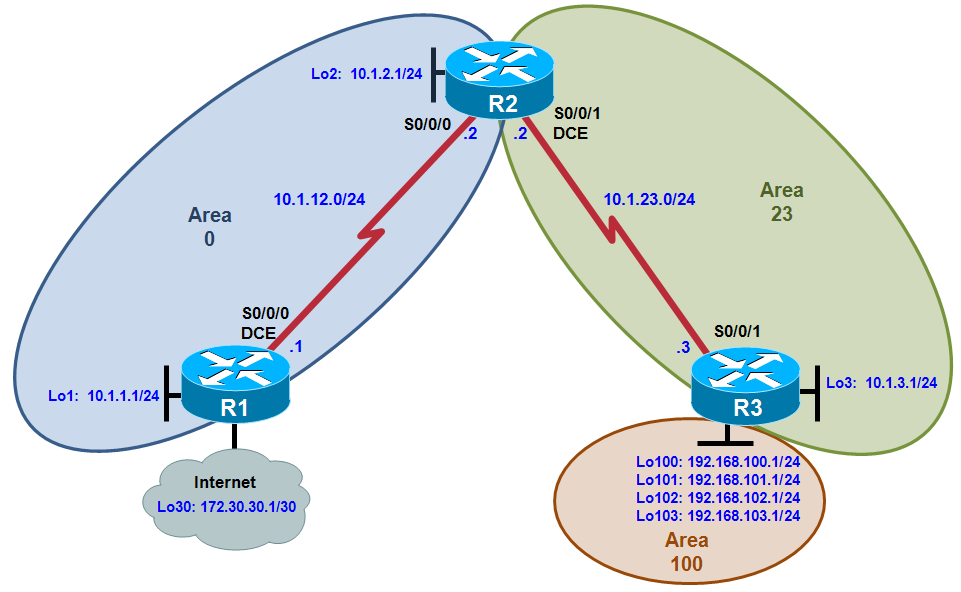 Lo2: 10.1.2.1/24
R2
S0/0/0
.2
.2
S0/0/1
DCE
10.1.12.0/24
10.1.23.0/24
Area
0
Area
23
S0/0/0
DCE
.1
S0/0/1
.3
Lo1: 10.1.1.1/24
R1
R3
Lo3: 10.1.3.1/24
Internet
Lo30: 172.30.30.1/30
Lo100: 192.168.100.1/24
Lo101: 192.168.101.1/24
Lo102: 192.168.102.1/24
Lo103: 192.168.103.1/24
Area
100